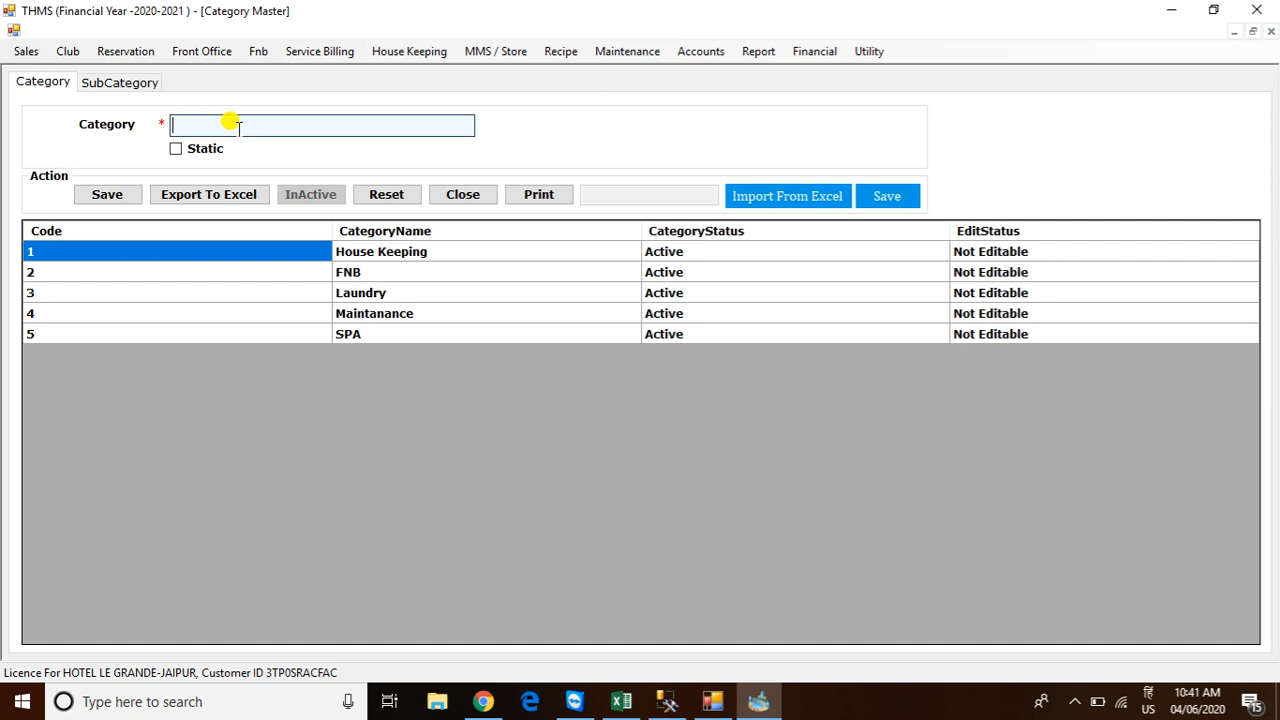 THMS (Financial Year -2020-2021 ) - [Category Master]
Sales Club Reservation Front Office Fnb Service Billing House Keeping MMS / Store Recipe Maintenance Accounts Report Financial Utility
Category SubCategory
Category *
Static
Action
Save Export To Excel InActive Reset Close Print Import From Excel Save
Code CategoryName CategoryStatus EditStatus
1 House Keeping Active Not Editable
2 FNB Active Not Editable
3 Laundry Active Not Editable
4 Maintanance Active Not Editable
5 SPA Active Not Editable
Licence For HOTEL LE GRANDE-JAIPUR, Customer ID 3TP0SRACFAC
Type here to search
हि 10:41 AM
US 04/06/2020 15